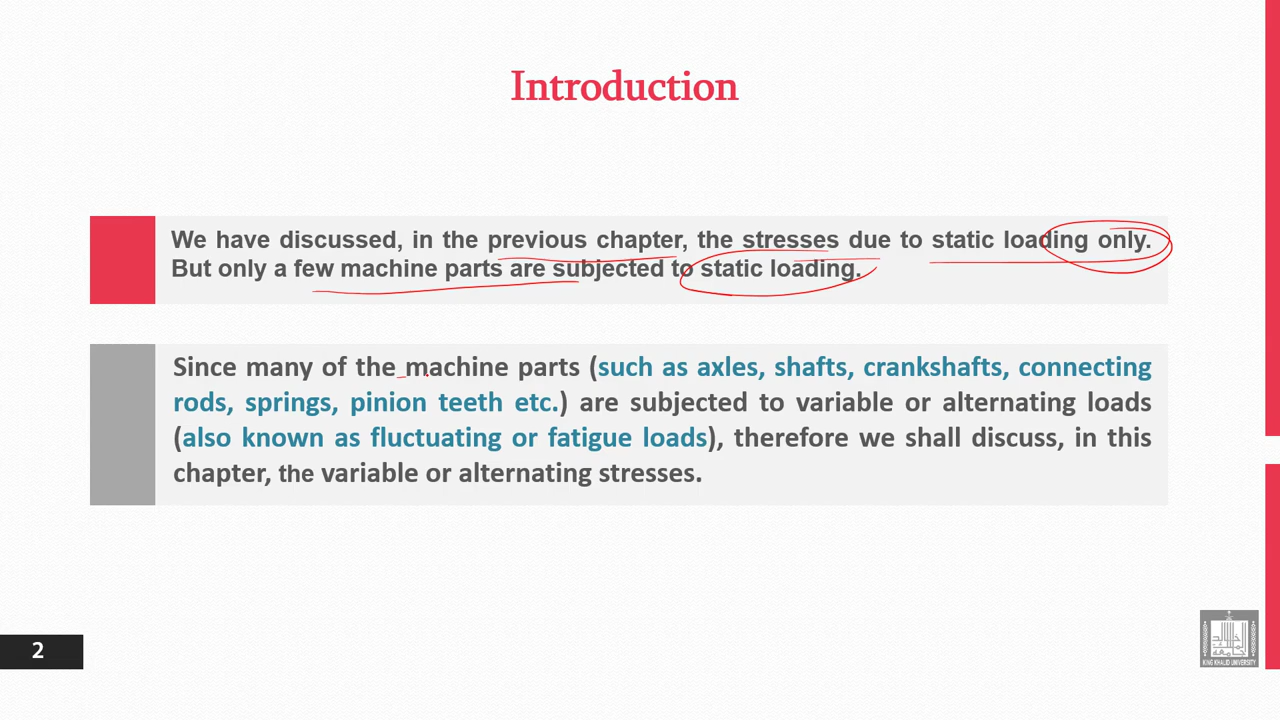 Introduction
We have discussed, in the previous chapter, the stresses due to static loading only.
But only a few machine parts are subjected to static loading.
Since many of the machine parts (such as axles, shafts, crankshafts, connecting
rods, springs, pinion teeth etc.) are subjected to variable or alternating loads
(also known as fluctuating or fatigue loads), therefore we shall discuss, in this
chapter, the variable or alternating stresses.
2
KING KHALID UNIVERSITY